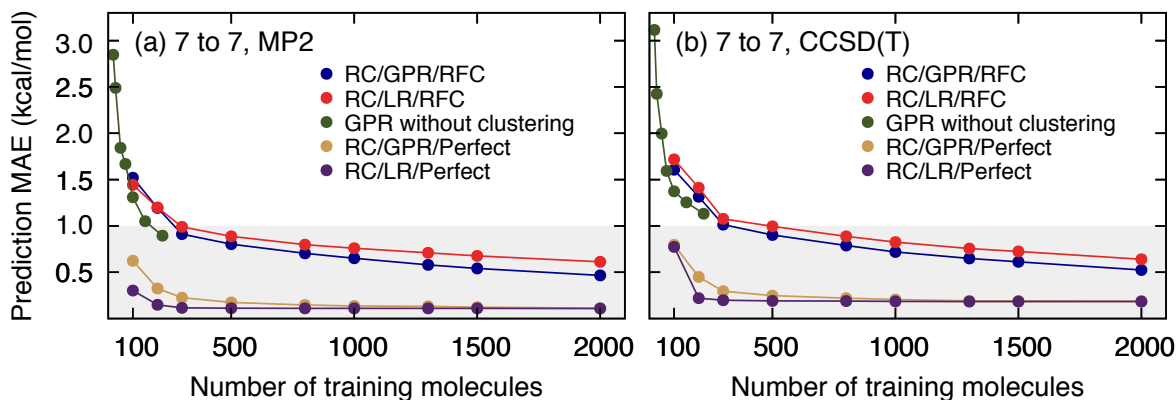 Prediction MAE (kcal/mol)
3.0
2.5
2.0
1.5
1.0
0.5
(a) 7 to 7, MP2
RC/GPR/RFC
RC/LR/RFC
GPR without clustering
RC/GPR/Perfect
RC/LR/Perfect
100 500 1000 1500 2000
Number of training molecules
(b) 7 to 7, CCSD(T)
RC/GPR/RFC
RC/LR/RFC
GPR without clustering
RC/GPR/Perfect
RC/LR/Perfect
100 500 1000 1500 2000
Number of training molecules